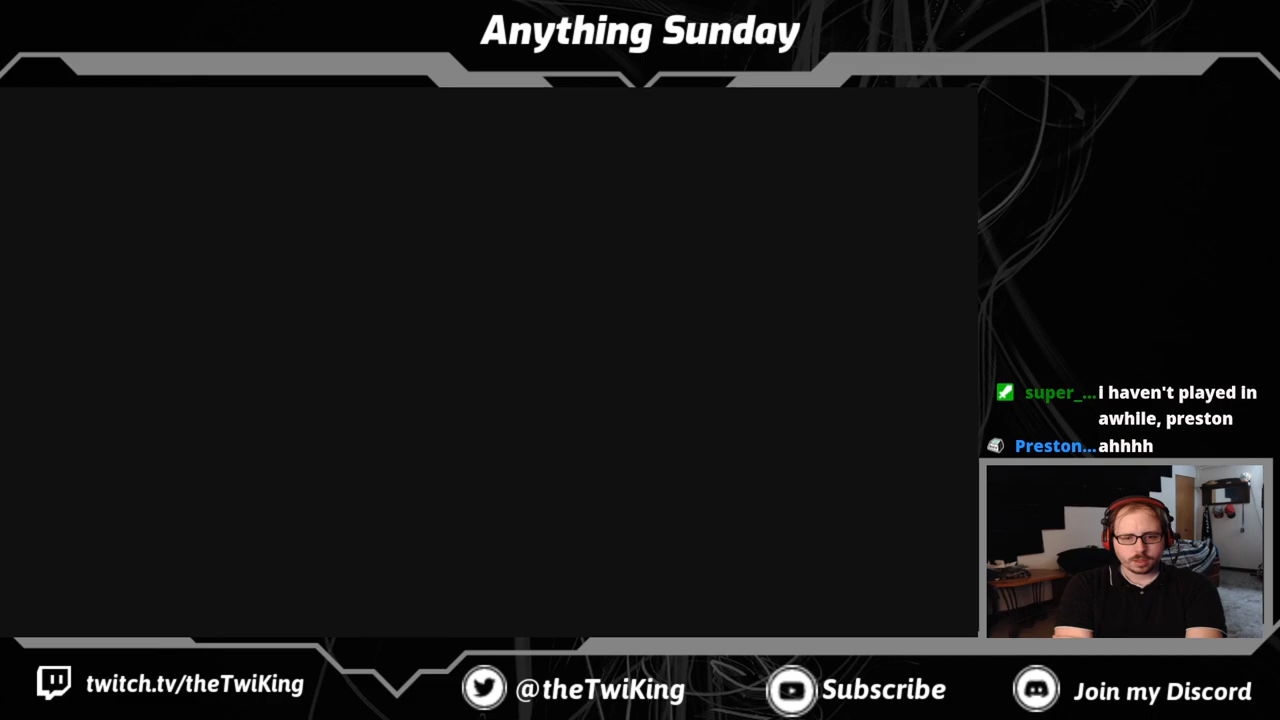 Anything Sunday
super_... i haven't played in
awhile, preston
Preston... ahhhh
twitch.tv/theTwiKing
@theTwiKing
Subscribe
Join my Discord